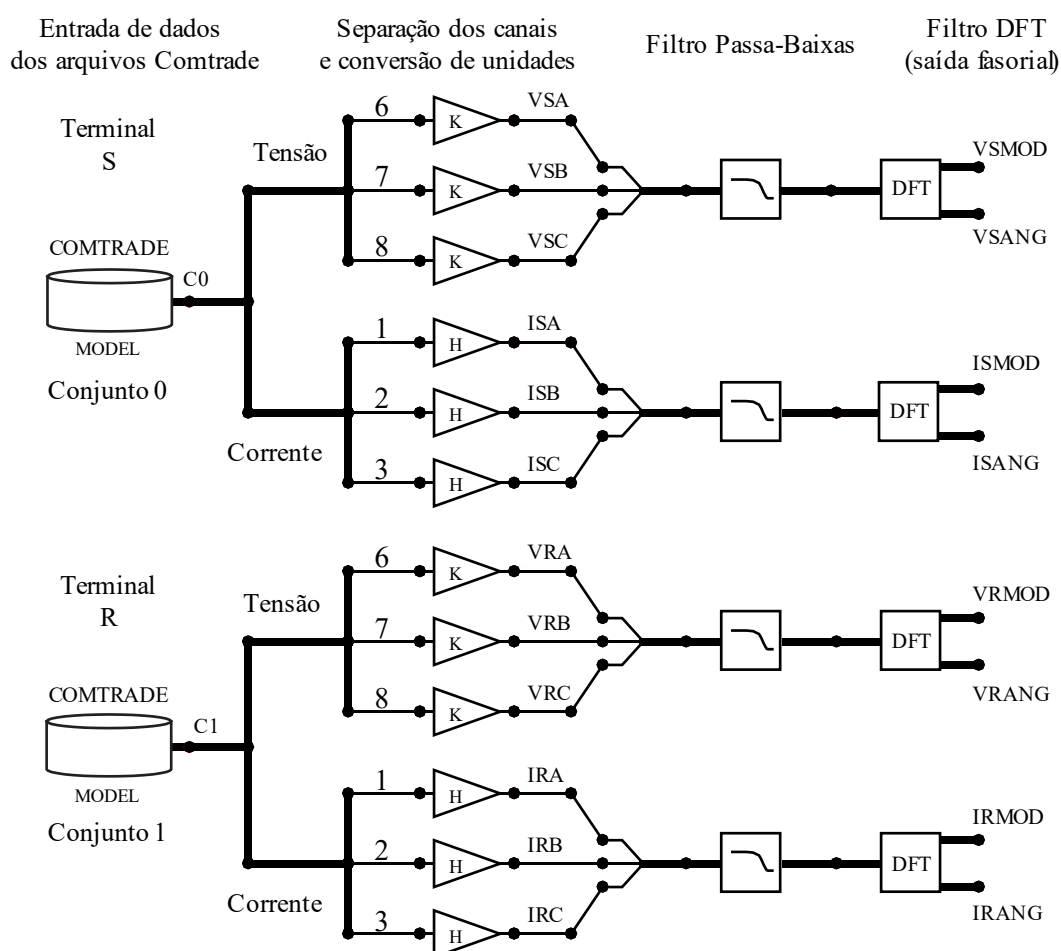 Entrada de dados
dos arquivos Comtrade
Separação dos canais
e conversão de unidades
Filtro Passa-Baixas
Filtro DFT
(saída fasorial)
Terminal
S
Tensão
6
K
VSA
7
K
VSB
8
K
VSC
DFT
VSMOD
VSANG
COMTRADE
C0
MODEL
Conjunto 0
Corrente
1
H
ISA
2
H
ISB
3
H
ISC
DFT
ISMOD
ISANG
Terminal
R
Tensão
6
K
VRA
7
K
VRB
8
K
VRC
DFT
VRMOD
VRANG
COMTRADE
C1
MODEL
Conjunto 1
Corrente
1
H
IRA
2
H
IRB
3
H
IRC
DFT
IRMOD
IRANG